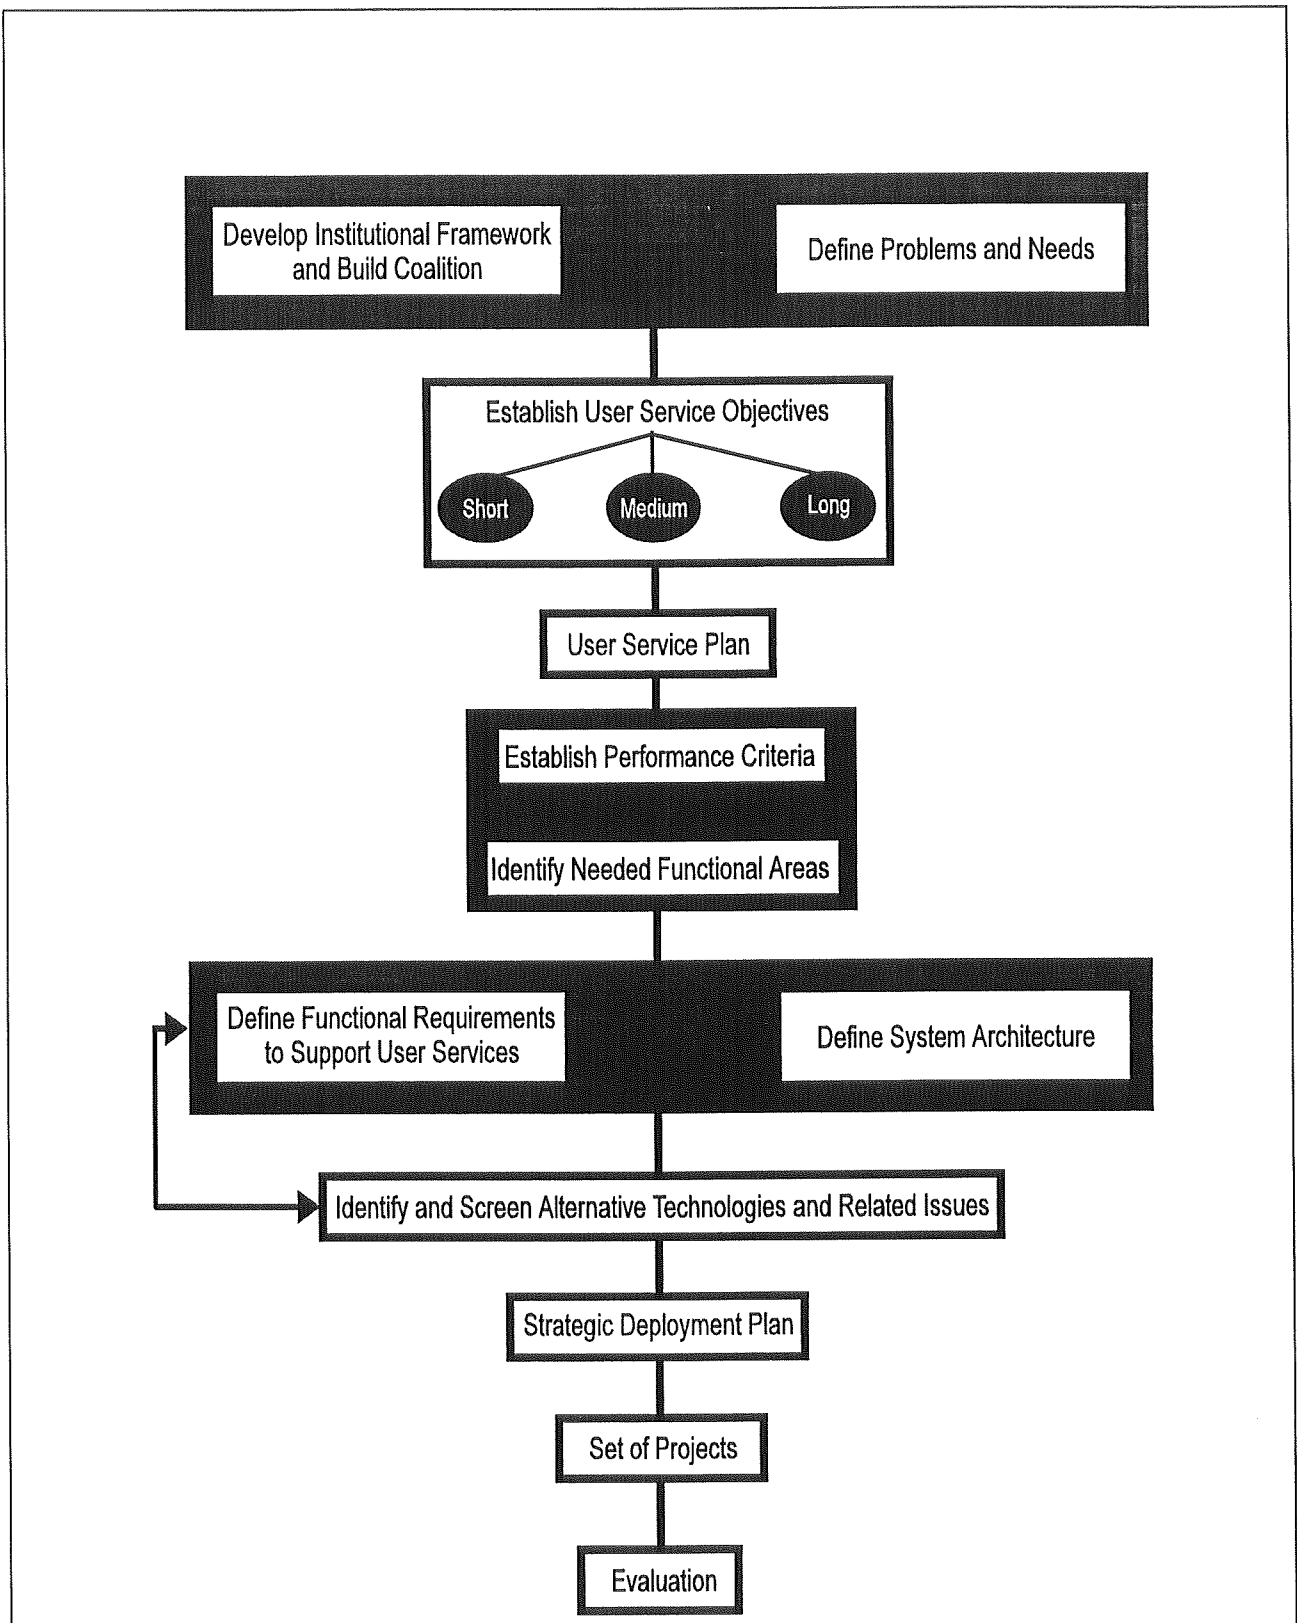 Develop Institutional Framework
and Build Coalition
Define Problems and Needs
Establish User Service Objectives
Short
Medium
Long
User Service Plan
Establish Performance Criteria
Identify Needed Functional Areas
Define Functional Requirements
to Support User Services
Define System Architecture
Identify and Screen Alternative Technologies and Related Issues
Strategic Deployment Plan
Set of Projects
Evaluation